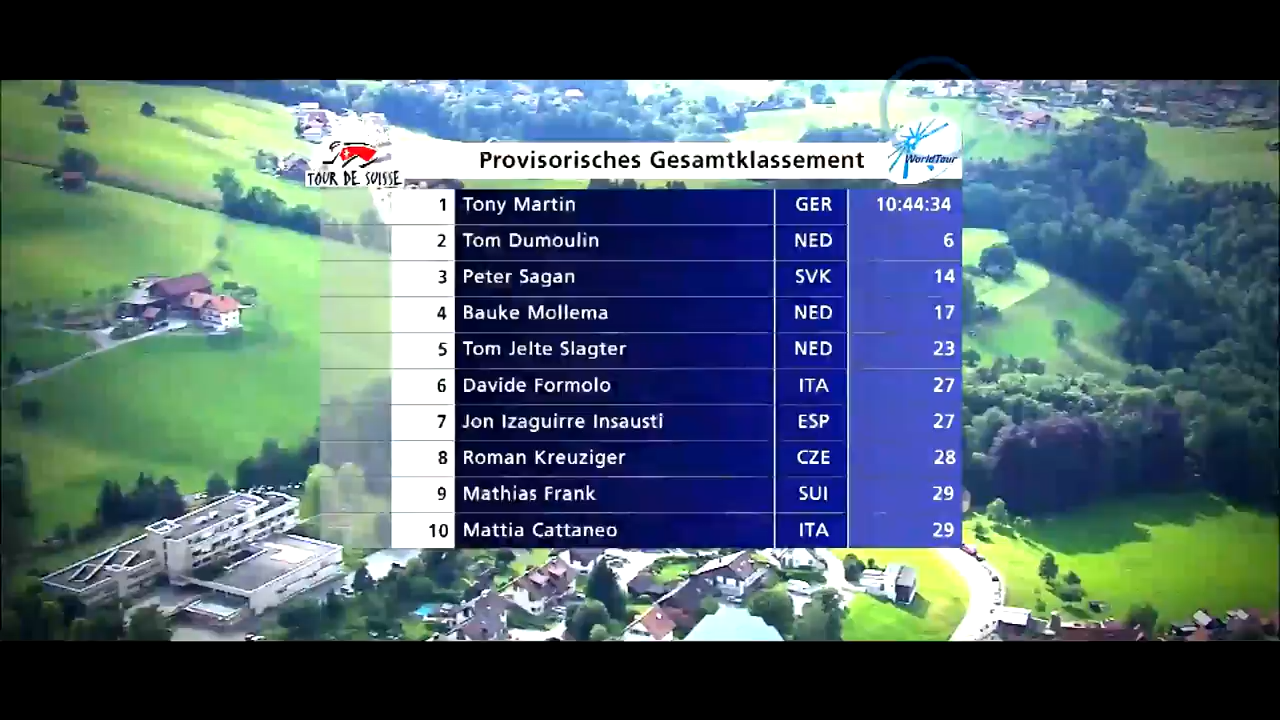 Provisorisches Gesamtklassement
TOUR DE SUISSE
WorldTour
1 Tony Martin GER 10:44:34
2 Tom Dumoulin NED 6
3 Peter Sagan SVK 14
4 Bauke Mollema NED 17
5 Tom Jelte Slagter NED 23
6 Davide Formolo ITA 27
7 Jon Izaguirre Insausti ESP 27
8 Roman Kreuziger CZE 28
9 Mathias Frank SUI 29
10 Mattia Cattaneo ITA 29